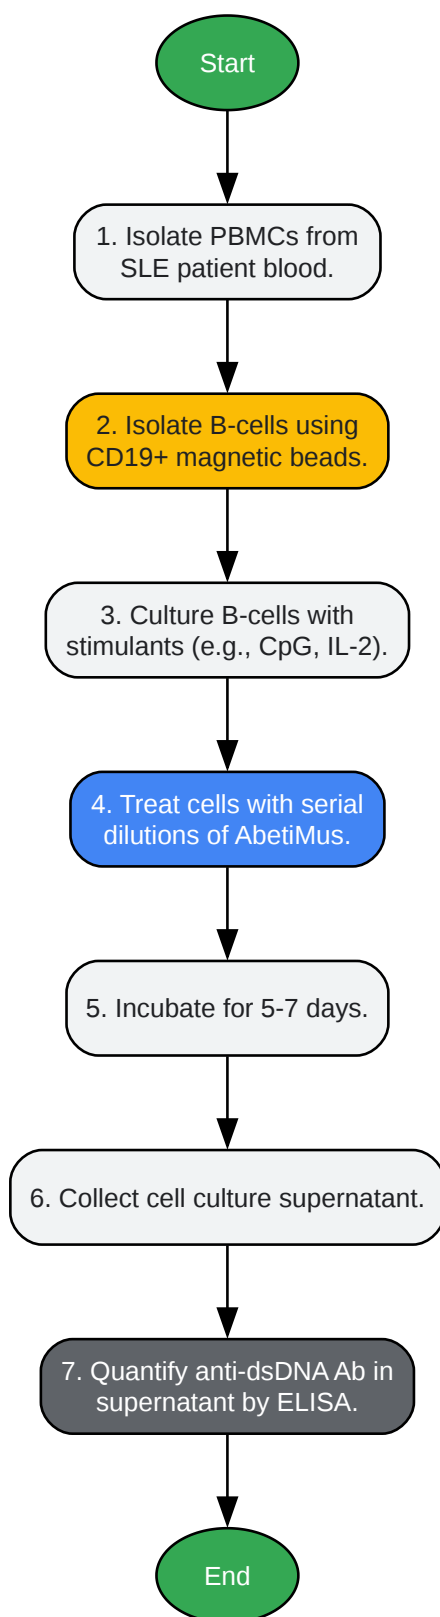 Start
1. Isolate PBMCs from
SLE patient blood.
2. Isolate B-cells using
CD19+ magnetic beads.
3. Culture B-cells with
stimulants (e.g., CpG, IL-2).
4. Treat cells with serial
dilutions of AbetiMus.
5. Incubate for 5-7 days.
6. Collect cell culture supernatant.
7. Quantify anti-dsDNA Ab in
supernatant by ELISA.
End